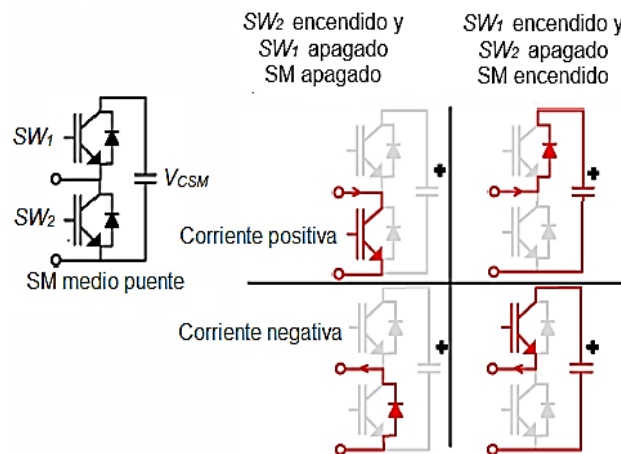 SW2 encendido y
SW1 apagado
SM apagado
SW1 encendido y
SW2 apagado
SM encendido
SW1
VCSM
SW2
SM medio puente
+
+
Corriente positiva
Corriente negativa
+
+